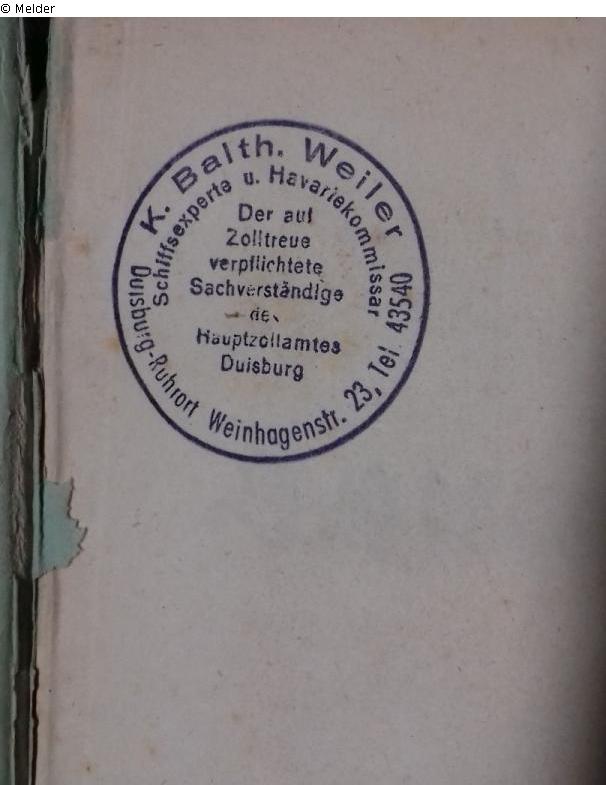 © Melder
K. Balth. Weiler
Schiffsexperte u. Havariekommissar
Der auf
Zolltreue
verpflichtete
Sachverständige
des
Hauptzollamtes
Duisburg
Duisburg-Ruhrort Weinhagenstr. 23, Tel. 43540